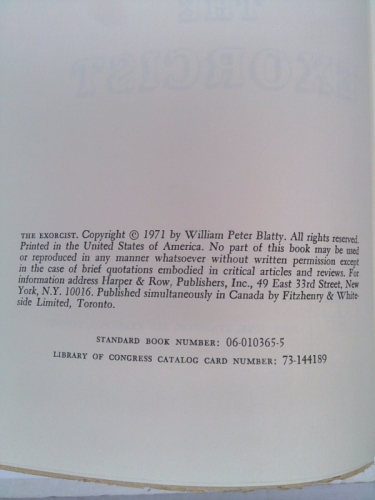 THE
EXORCIST
THE EXORCIST. Copyright © 1971 by William Peter Blatty. All rights reserved.
Printed in the United States of America. No part of this book may be used
or reproduced in any manner whatsoever without written permission except
in the case of brief quotations embodied in critical articles and reviews. For
information address Harper & Row, Publishers, Inc., 49 East 33rd Street, New
York, N.Y. 10016. Published simultaneously in Canada by Fitzhenry & White-
side Limited, Toronto.
STANDARD BOOK NUMBER: 06-010365-5
LIBRARY OF CONGRESS CATALOG CARD NUMBER: 73-144189